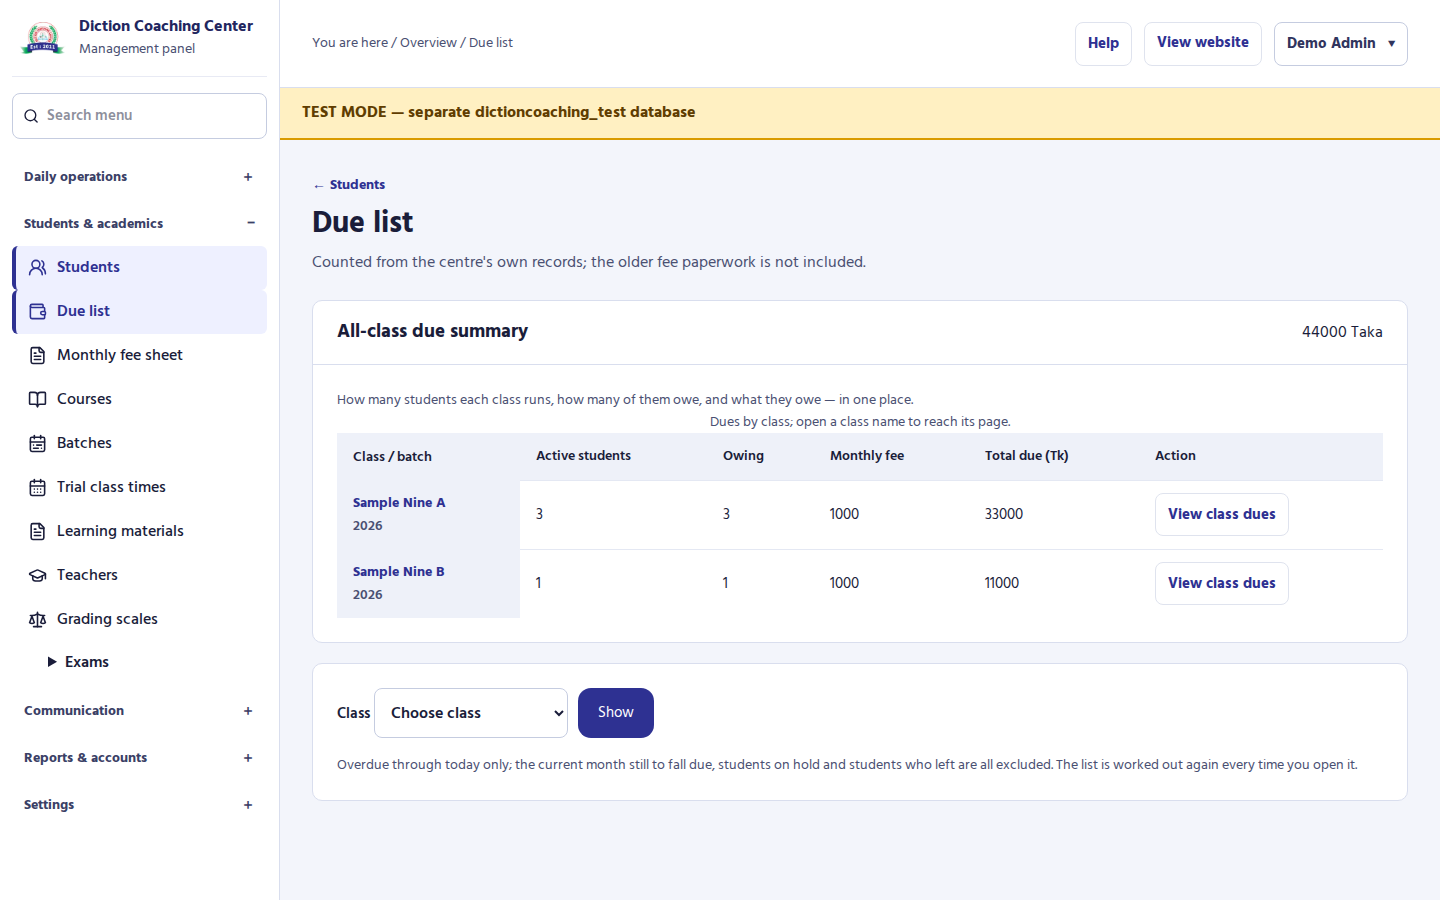 Diction Coaching Center
Management panel
Est : 2011
Search menu
Daily operations +
Students & academics −
Students
Due list
Monthly fee sheet
Courses
Batches
Trial class times
Learning materials
Teachers
Grading scales
▶ Exams
Communication +
Reports & accounts +
Settings +
You are here / Overview / Due list
Help
View website
Demo Admin ▼
TEST MODE — separate dictioncoaching_test database
← Students
Due list
Counted from the centre's own records; the older fee paperwork is not included.
All-class due summary 44000 Taka
How many students each class runs, how many of them owe, and what they owe — in one place.
Dues by class; open a class name to reach its page.
Class / batch Active students Owing Monthly fee Total due (Tk) Action
Sample Nine A
2026
3 3 1000 33000 View class dues
Sample Nine B
2026
1 1 1000 11000 View class dues
Class Choose class Show
Overdue through today only; the current month still to fall due, students on hold and students who left are all excluded. The list is worked out again every time you open it.